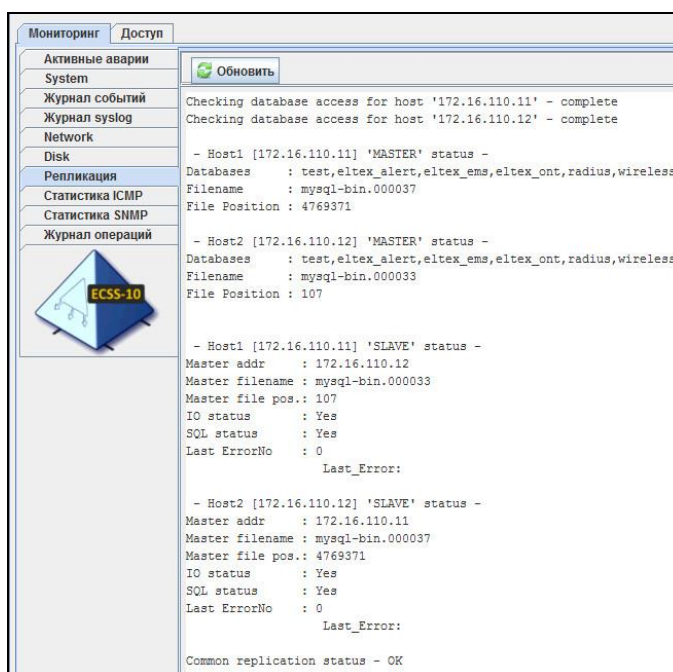 Мониторинг Доступ
Активные аварии
System
Журнал событий
Журнал syslog
Network
Disk
Репликация
Статистика ICMP
Статистика SNMP
Журнал операций
ECSS-10
Обновить
Checking database access for host '172.16.110.11' - complete
Checking database access for host '172.16.110.12' - complete
- Host1 [172.16.110.11] 'MASTER' status -
Databases : test,eltex_alert,eltex_ems,eltex_ont,radius,wireless
Filename : mysql-bin.000037
File Position : 4769371
- Host2 [172.16.110.12] 'MASTER' status -
Databases : test,eltex_alert,eltex_ems,eltex_ont,radius,wireless
Filename : mysql-bin.000033
File Position : 107
- Host1 [172.16.110.11] 'SLAVE' status -
Master addr : 172.16.110.12
Master filename : mysql-bin.000033
Master file pos.: 107
IO status : Yes
SQL status : Yes
Last ErrorNo : 0
Last_Error:
- Host2 [172.16.110.12] 'SLAVE' status -
Master addr : 172.16.110.11
Master filename : mysql-bin.000037
Master file pos.: 4769371
IO status : Yes
SQL status : Yes
Last ErrorNo : 0
Last_Error:
Common replication status - OK